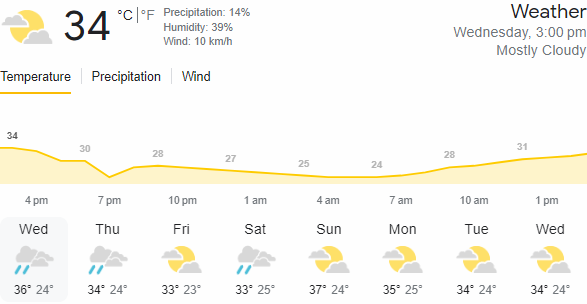 34 °C | °F
Precipitation: 14%
Humidity: 39%
Wind: 10 km/h
Weather
Wednesday, 3:00 pm
Mostly Cloudy
Temperature | Precipitation | Wind
34 30 28 27 25 24 28 31
4 pm 7 pm 10 pm 1 am 4 am 7 am 10 am 1 pm
Wed Thu Fri Sat Sun Mon Tue Wed
36° 24° 34° 24° 33° 23° 33° 25° 37° 24° 35° 25° 34° 24° 34° 24°